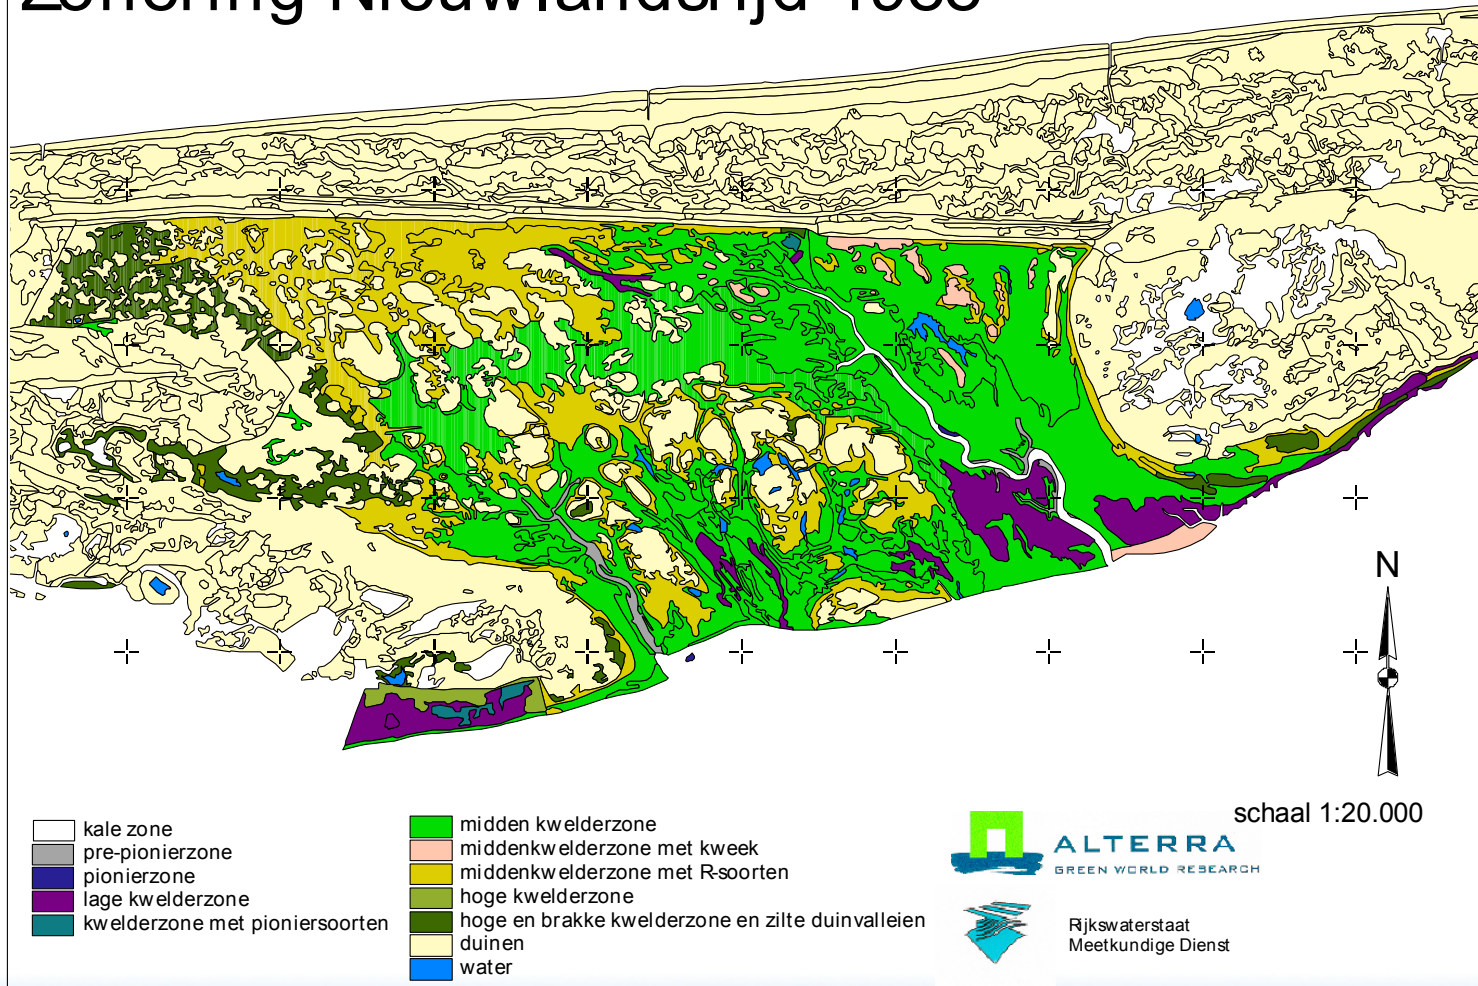 Zonering Nieuwlandsrijd
N
schaal 1:20.000
kale zone
pre-pionierzone
pionierzone
lage kwelderzone
kwelderzone met pioniersoorten
midden kwelderzone
middenkwelderzone met kweek
middenkwelderzone met R-soorten
hoge kwelderzone
hoge en brakke kwelderzone en zilte duinvalleien
duinen
water
ALTERRA
GREEN WORLD RESEARCH
Rijkswaterstaat
Meetkundige Dienst